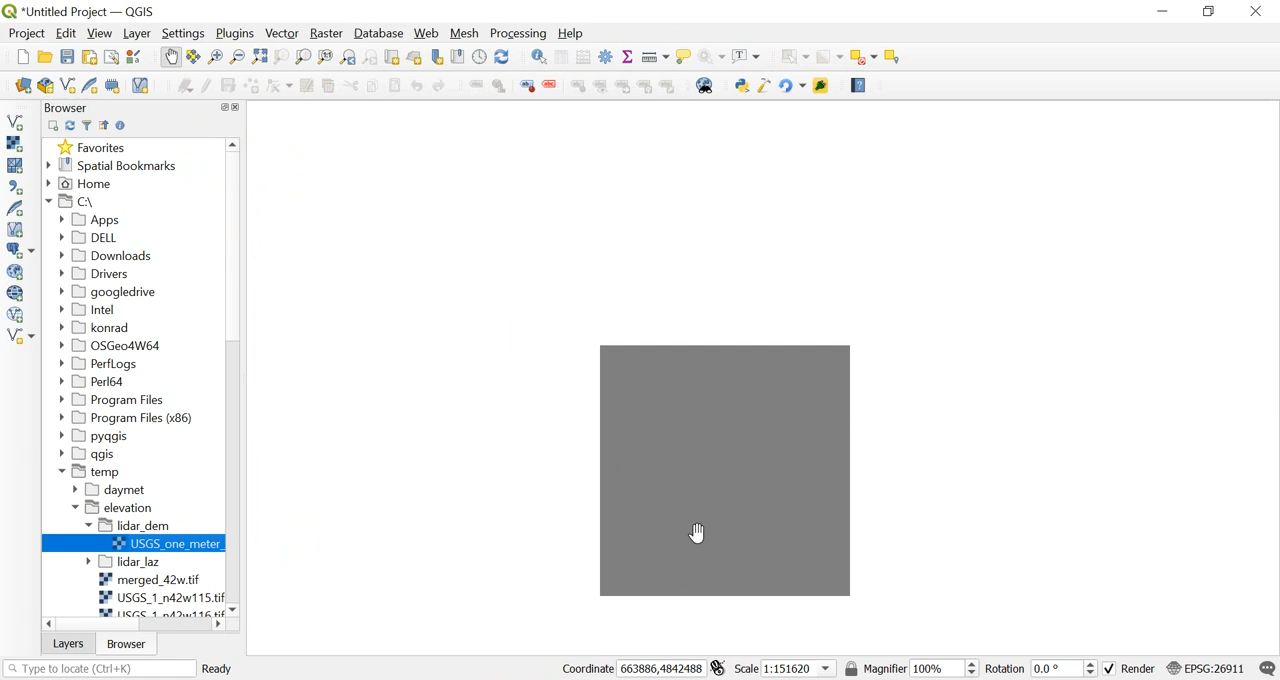 *Untitled Project — QGIS
Project Edit View Layer Settings Plugins Vector Raster Database Web Mesh Processing Help
Browser
Favorites
Spatial Bookmarks
Home
C:\
Apps
DELL
Downloads
Drivers
googledrive
Intel
konrad
OSGeo4W64
PerfLogs
Perl64
Program Files
Program Files (x86)
pyqgis
qgis
temp
daymet
elevation
lidar_dem
USGS_one_meter_
lidar_laz
merged_42w.tif
USGS_1_n42w115.tif
USGS_1_n42w116.tif
Layers Browser
Type to locate (Ctrl+K) Ready Coordinate 663886,4842488 Scale 1:151620 Magnifier 100% Rotation 0.0 ° Render EPSG:26911